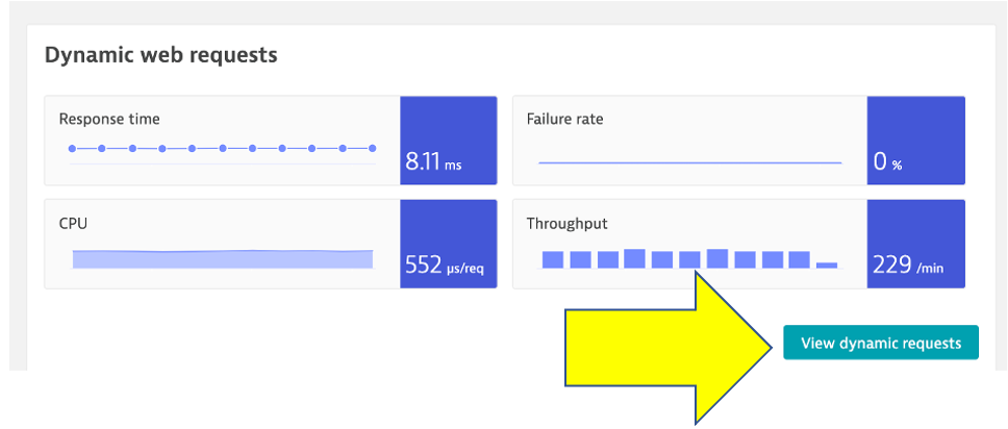 Dynamic web requests
Response time
8.11 ms
Failure rate
0 %
CPU
552 µs/req
Throughput
229 /min
View dynamic requests